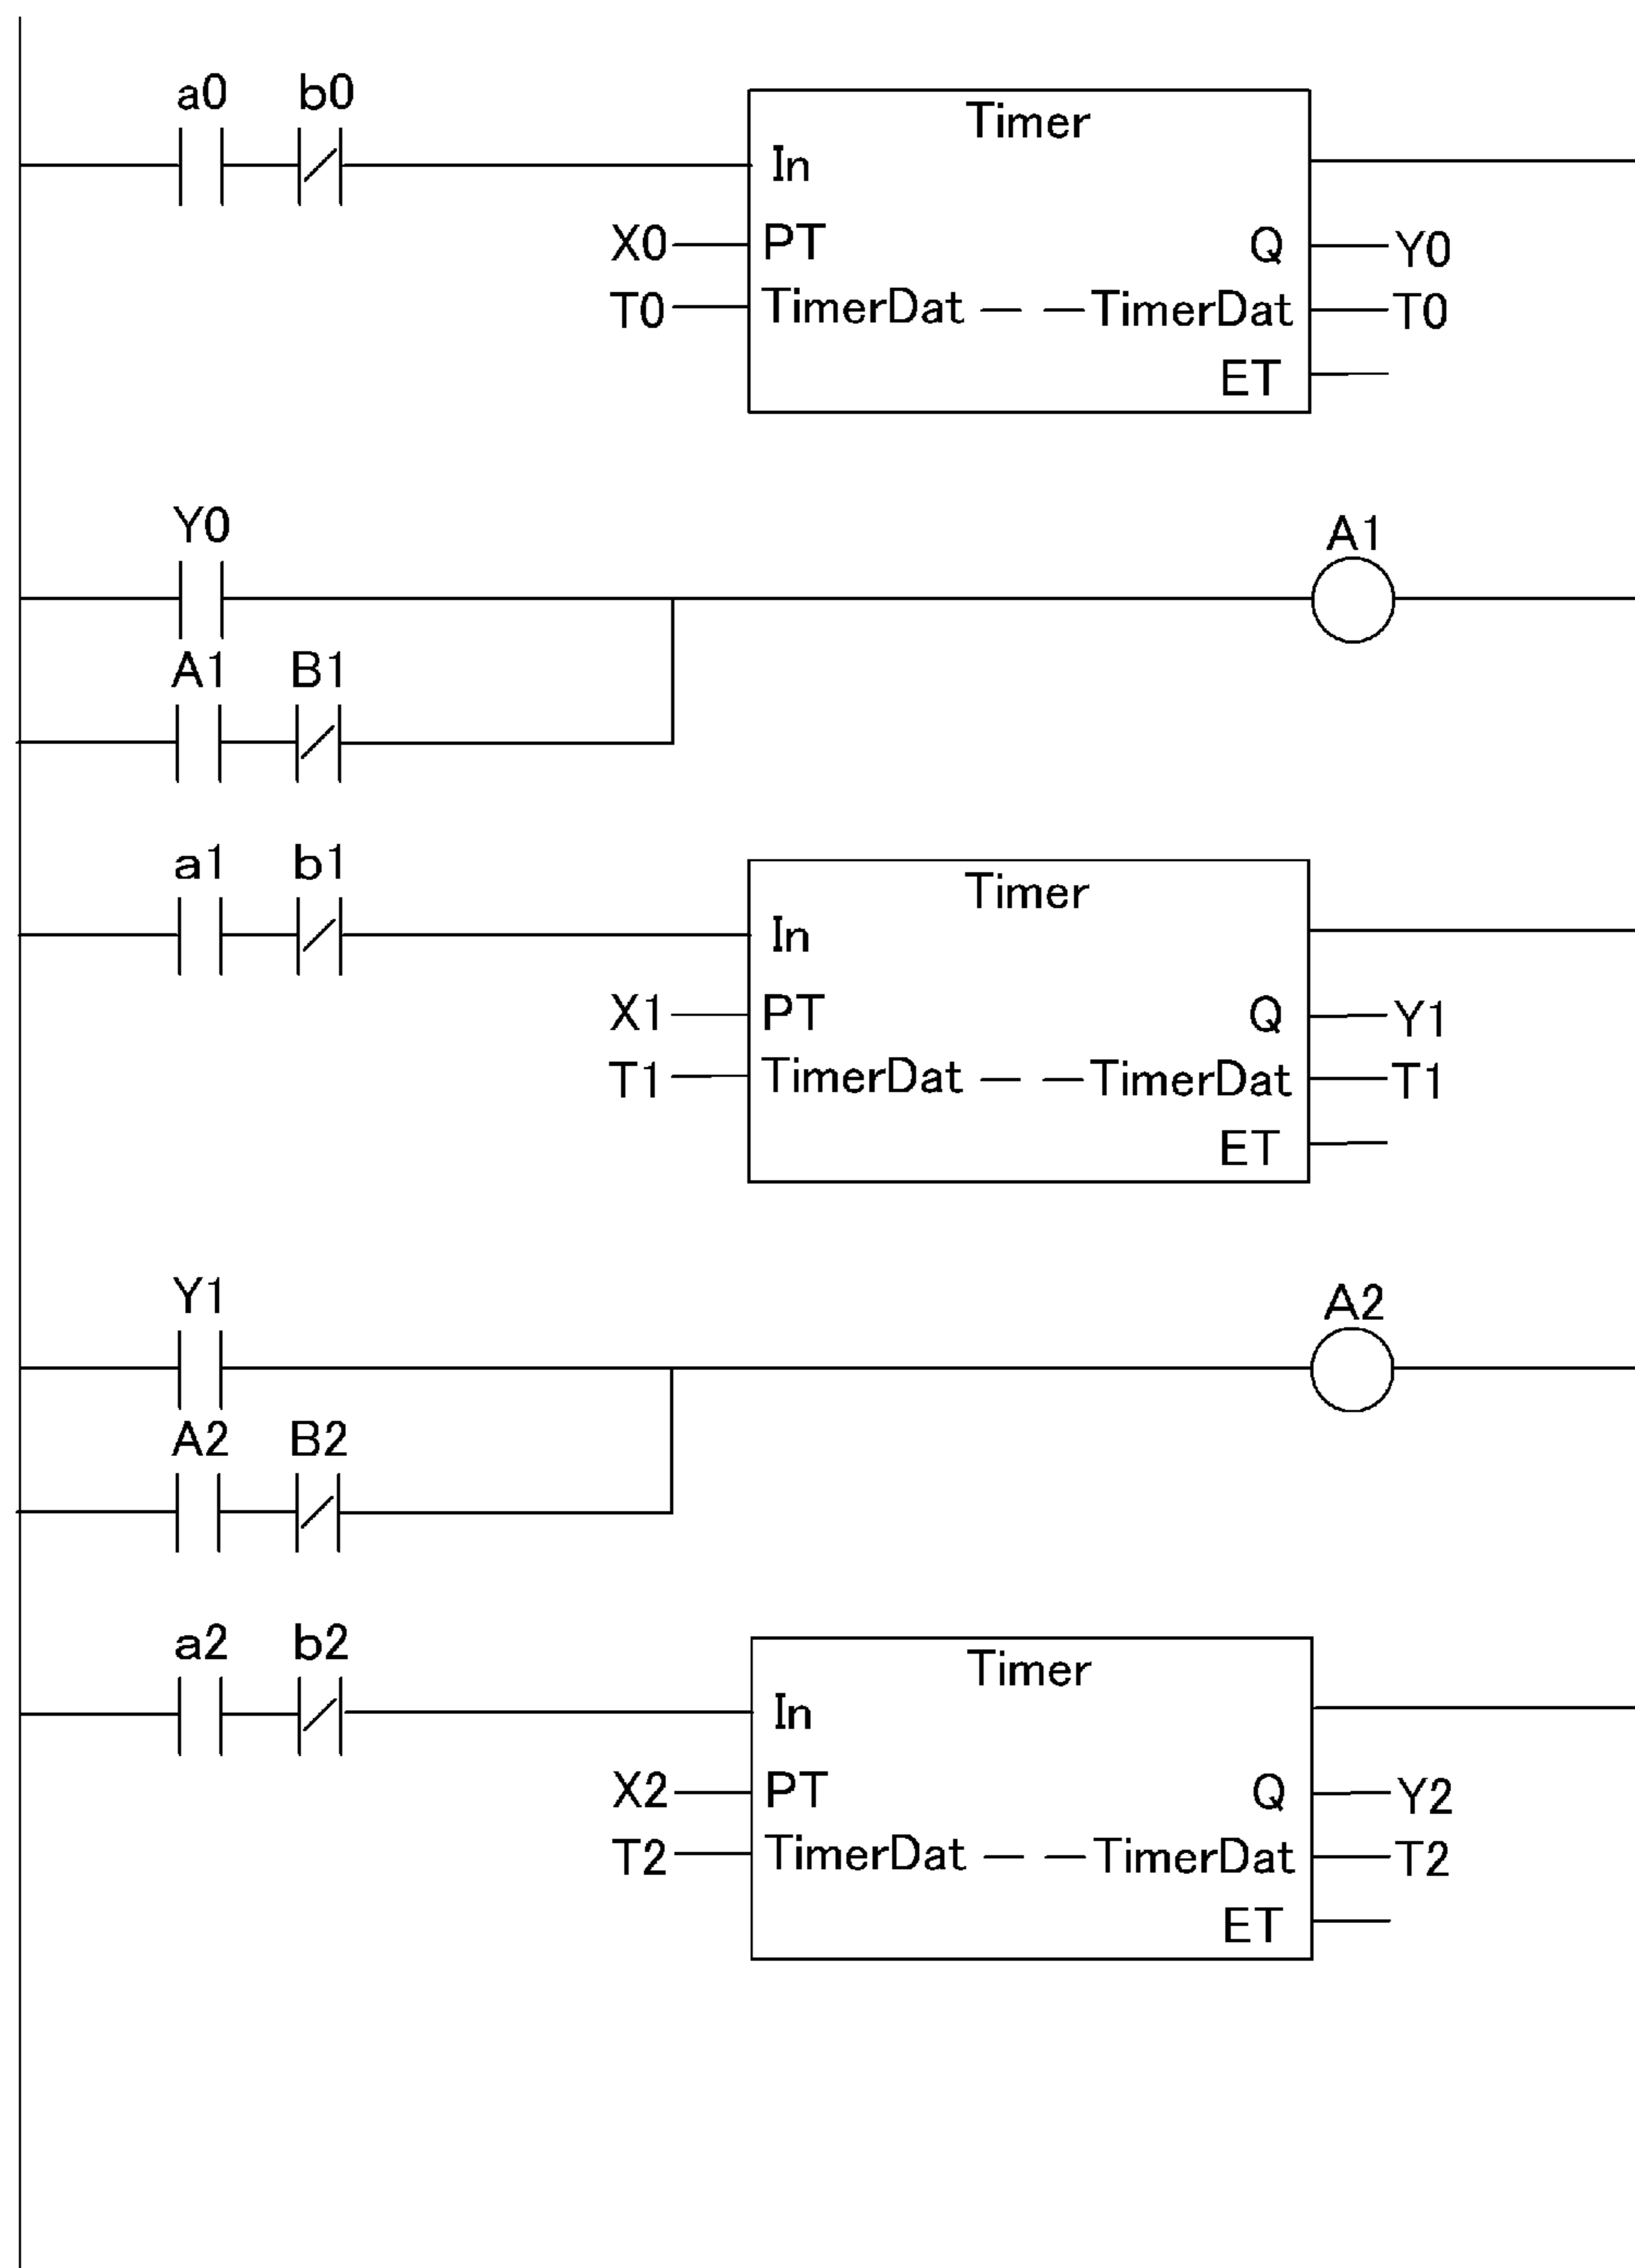 a0 b0
Timer
In
X0 PT Q Y0
T0 TimerDat — —TimerDat T0
ET
Y0 A1
A1 B1
a1 b1
Timer
In
X1 PT Q Y1
T1 TimerDat — —TimerDat T1
ET
Y1 A2
A2 B2
a2 b2
Timer
In
X2 PT Q Y2
T2 TimerDat — —TimerDat T2
ET